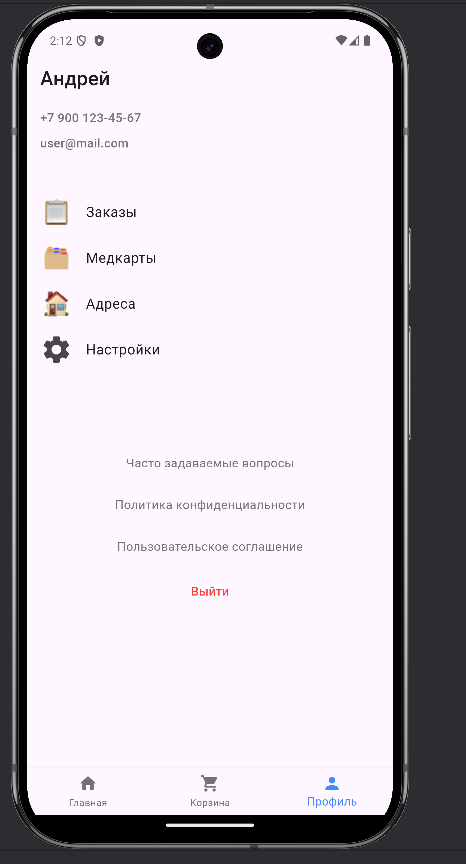 2:12
Андрей
+7 900 123-45-67
user@mail.com
Заказы
Медкарты
Адреса
Настройки
Часто задаваемые вопросы
Политика конфиденциальности
Пользовательское соглашение
Выйти
Главная
Корзина
Профиль